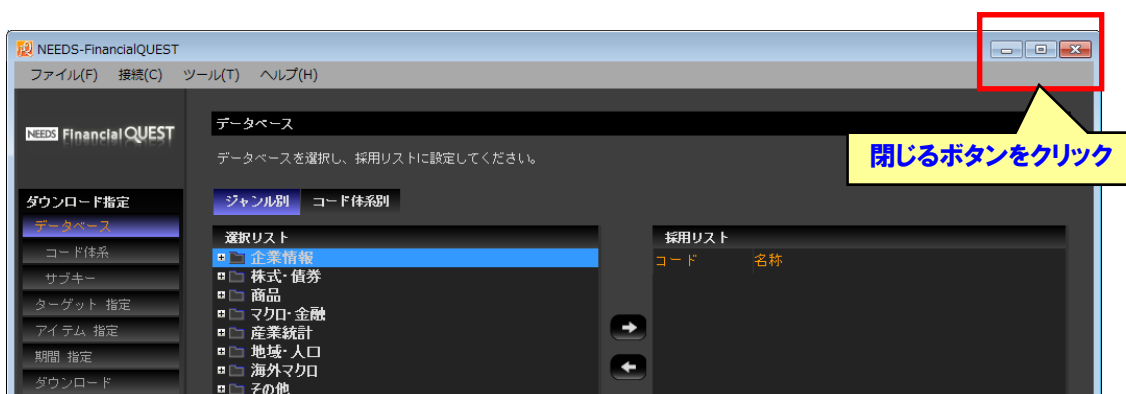 NEEDS-FinancialQUEST
ファイル(F) 接続(C) ツール(T) ヘルプ(H)
NEEDS Financial QUEST
データベース
データベースを選択し、採用リストに設定してください。
閉じるボタンをクリック
ダウンロード指定
データベース
コード体系
サブキー
ターゲット 指定
アイテム 指定
期間 指定
ダウンロード
ジャンル別 コード体系別
選択リスト
企業情報
株式・債券
商品
マクロ・金融
産業統計
地域・人口
海外マクロ
その他
採用リスト
コード 名称